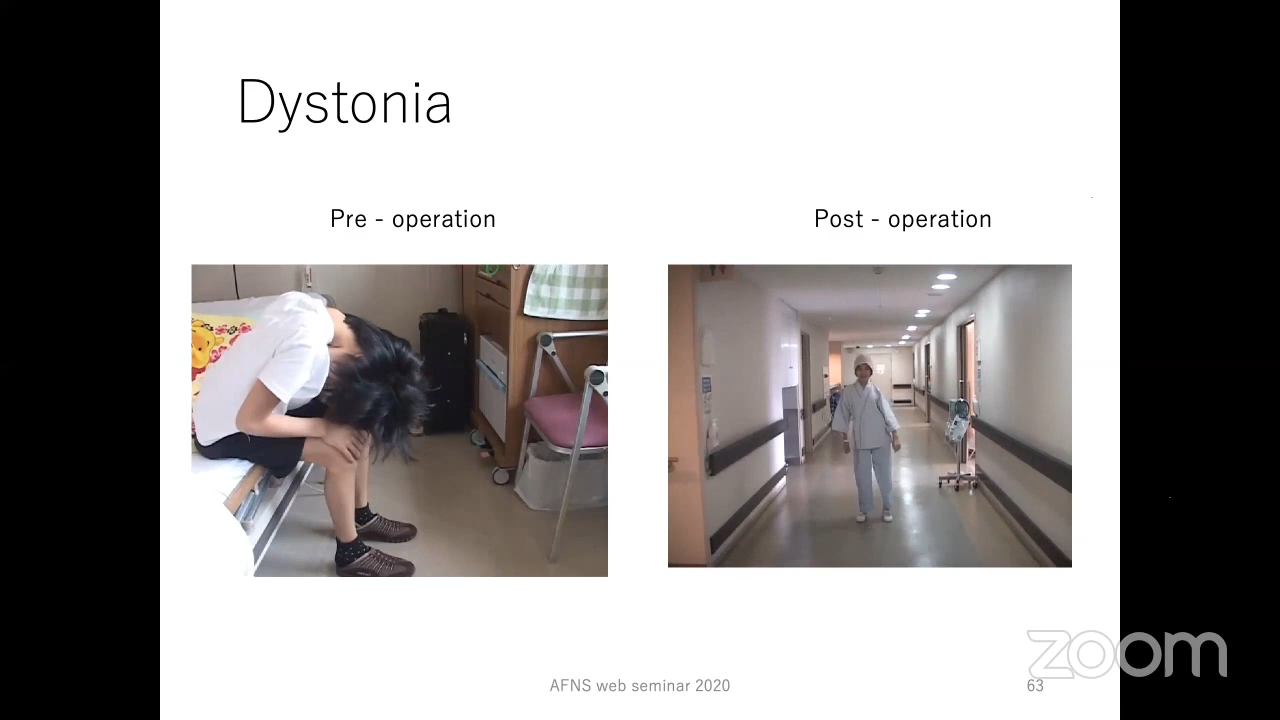 Dystonia
Pre - operation
Post - operation
AFNS web seminar 2020
63
zoom